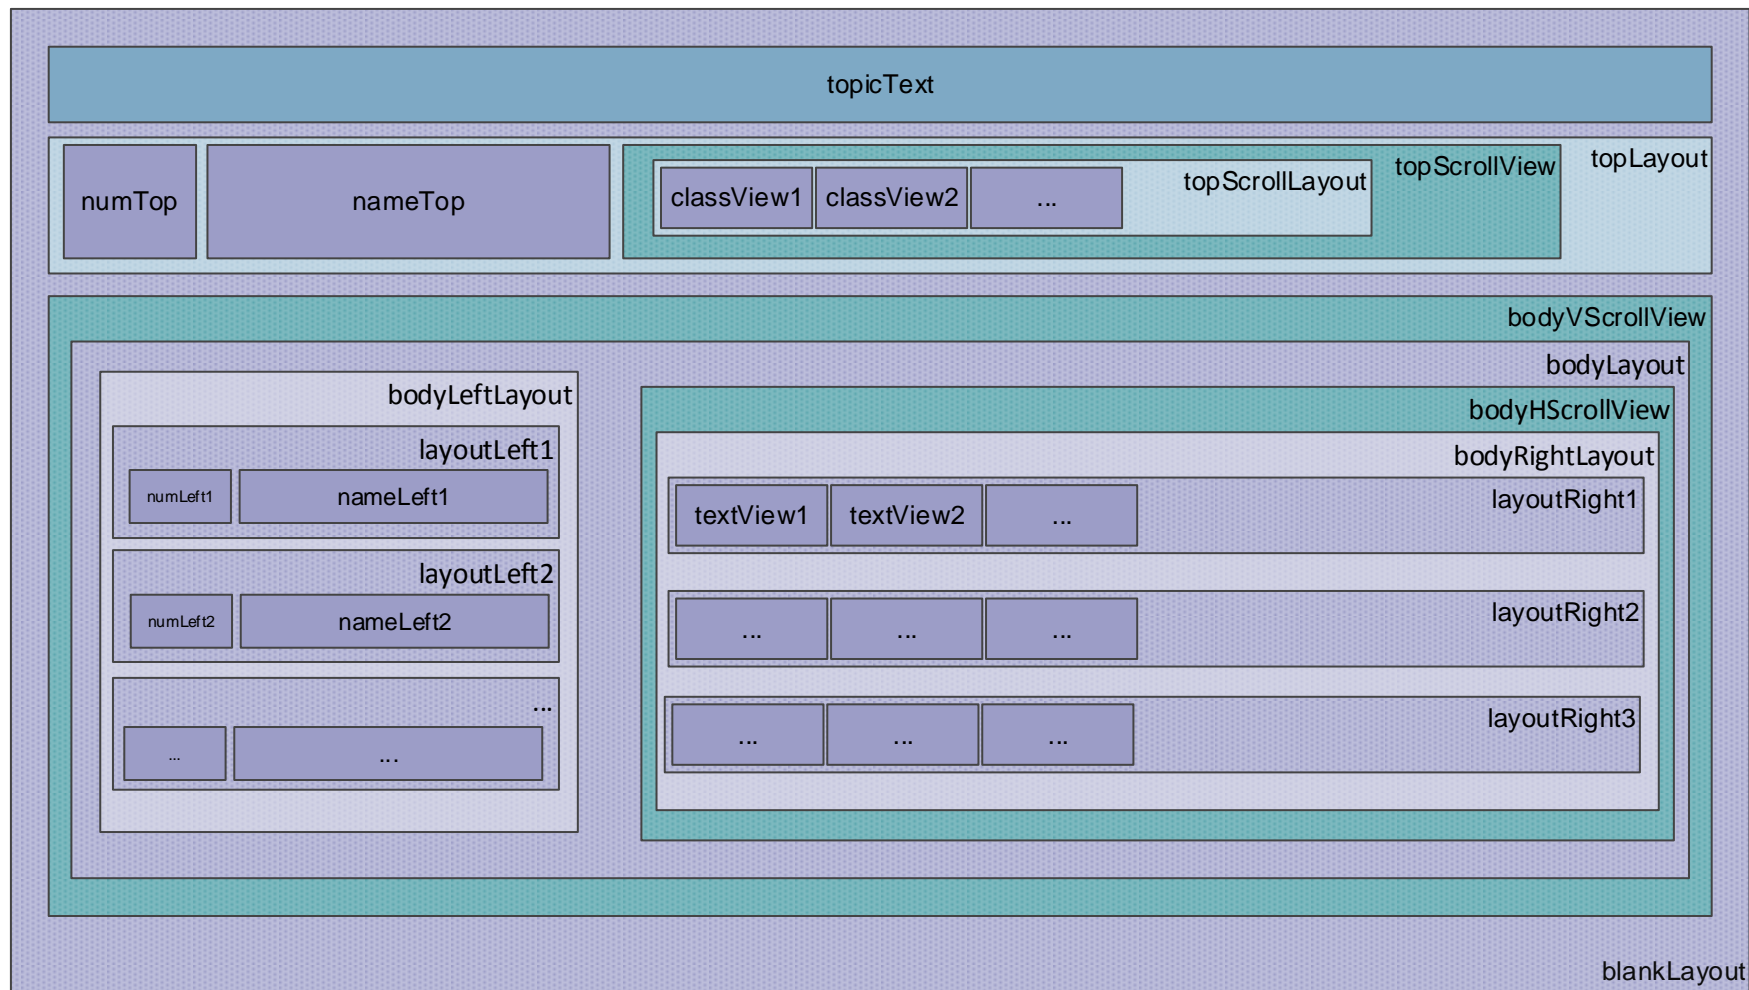 topicText
numTop
nameTop
classView1
classView2
...
topScrollLayout
topScrollView
topLayout
bodyVScrollView
bodyLayout
bodyLeftLayout
layoutLeft1
numLeft1
nameLeft1
layoutLeft2
numLeft2
nameLeft2
...
...
...
bodyHScrollView
bodyRightLayout
layoutRight1
textView1
textView2
...
layoutRight2
...
...
...
layoutRight3
...
...
...
blankLayout